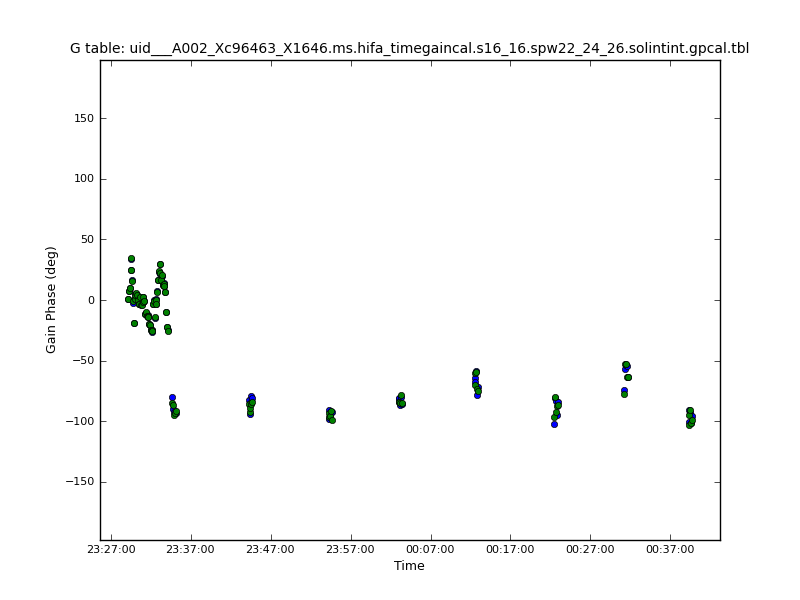 G table: uid___A002_Xc96463_X1646.ms.hifa_timegaincal.s16_16.spw22_24_26.solintint.gpcal.tbl
150
100
50
0
−50
−100
−150
Gain Phase (deg)
23:27:00 23:37:00 23:47:00 23:57:00 00:07:00 00:17:00 00:27:00 00:37:00
Time